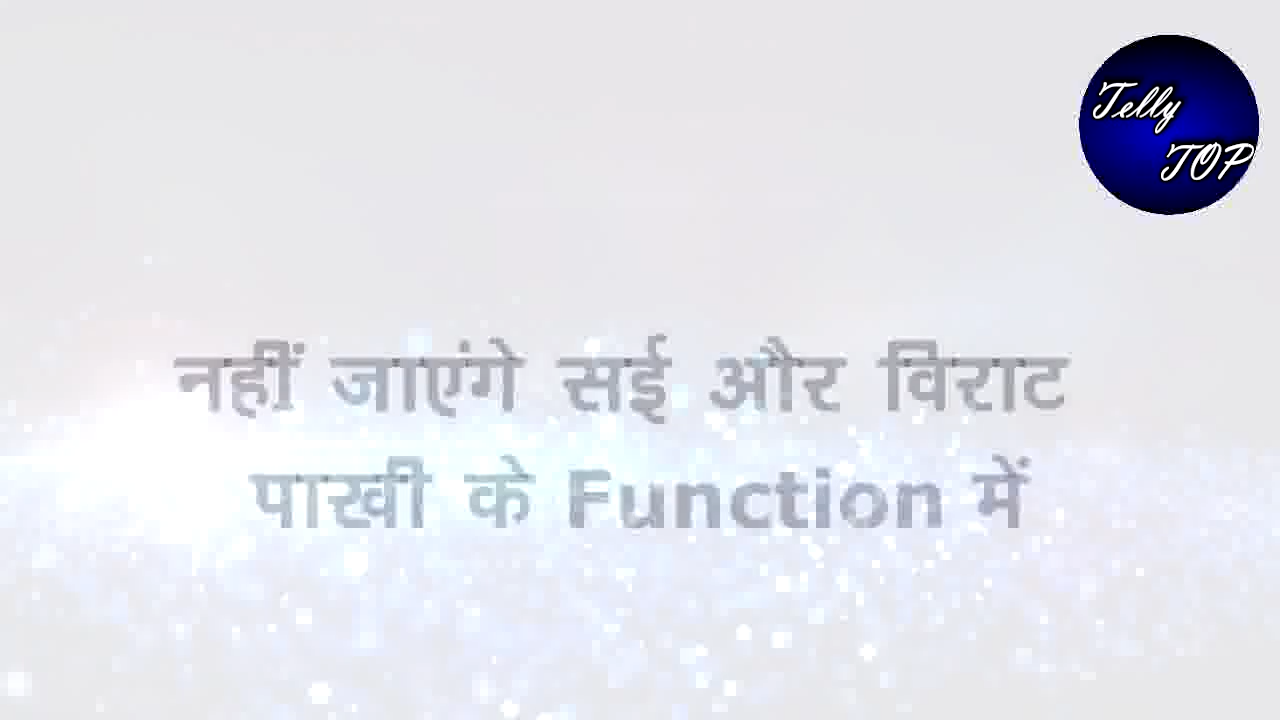 Telly
TOP
नहीं जाएंगे सई और विराट
पाखी के Function में